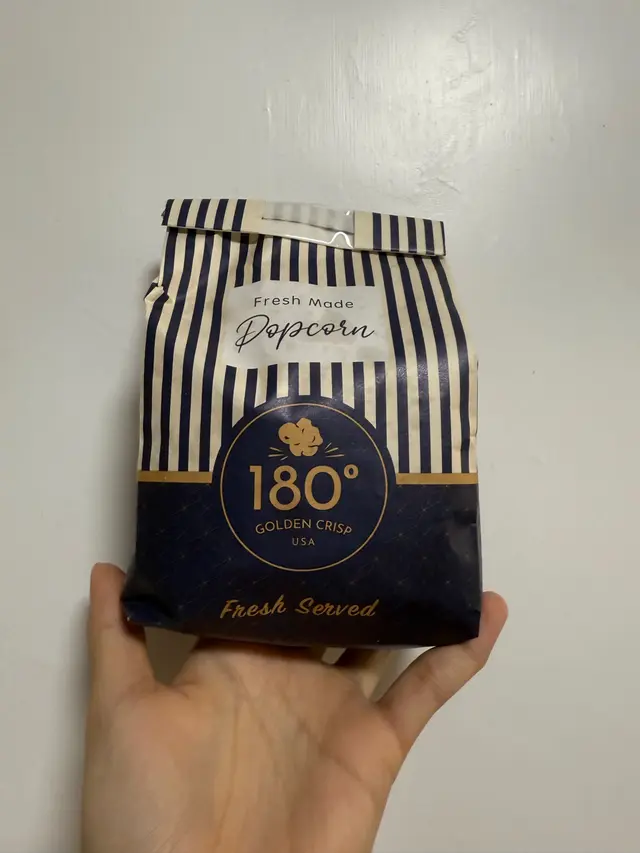 Fresh Made
Popcorn
180°
GOLDEN CRISP
USA
Fresh Served